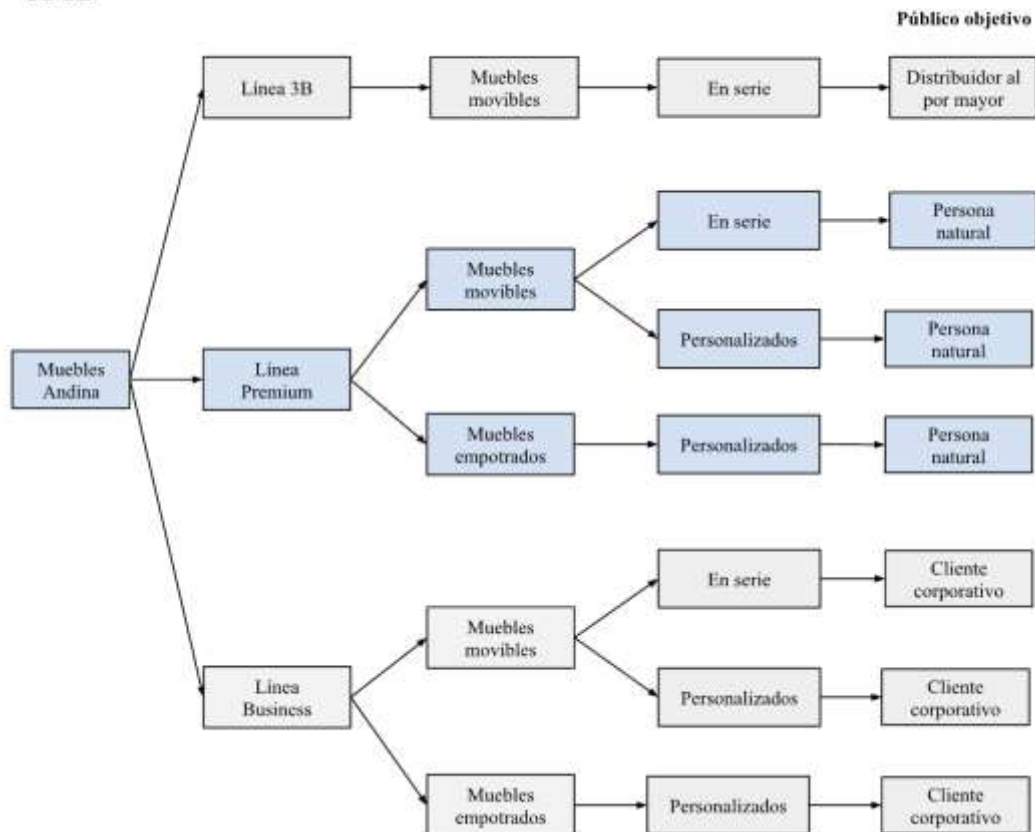 Público objetivo
Línea 3B
Muebles
movibles
En serie
Distribuidor al
por mayor
En serie
Persona
natural
Muebles
movibles
Personalizados
Persona
natural
Muebles
Andina
Línea
Premium
Muebles
empotrados
Personalizados
Persona
natural
En serie
Cliente
corporativo
Muebles
movibles
Línea
Business
Personalizados
Cliente
corporativo
Muebles
empotrados
Personalizados
Cliente
corporativo